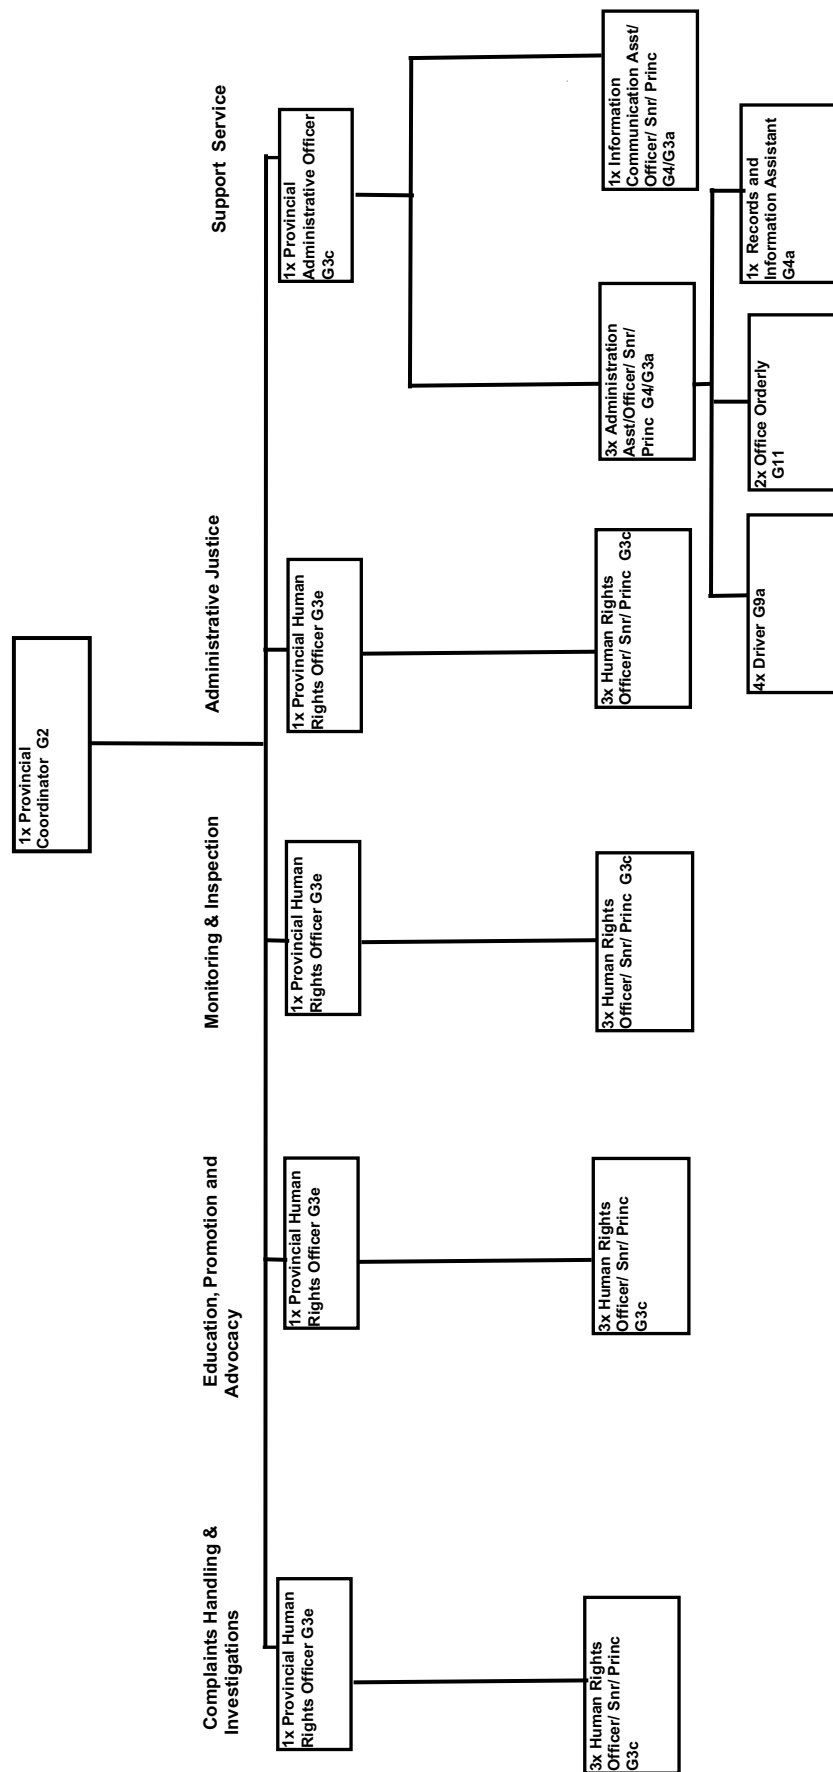 1x Provincial
Coordinator  G2
Complaints Handling &
Investigations
Education, Promotion and
Advocacy
Monitoring & Inspection
Administrative Justice
Support  Service
1x Provincial Human
Rights Officer G3e
1x Provincial Human
Rights Officer G3e
1x Provincial Human
Rights Officer G3e
1x Provincial Human
Rights Officer G3e
1x Provincial
Administrative Officer
G3c
3x Human Rights
Officer/ Snr/ Princ
G3c
3x Human Rights
Officer/ Snr/ Princ
G3c
3x Human Rights
Officer/ Snr/ Princ  G3c
3x Human Rights
Officer/ Snr/ Princ  G3c
3x Administration
Asst/Officer/ Snr/
Princ  G4/G3a
1x Information
Communication Asst/
Officer/ Snr/ Princ
G4/G3a
4x Driver G9a
2x Office Orderly
G11
1x  Records and
Information Assistant
G4a